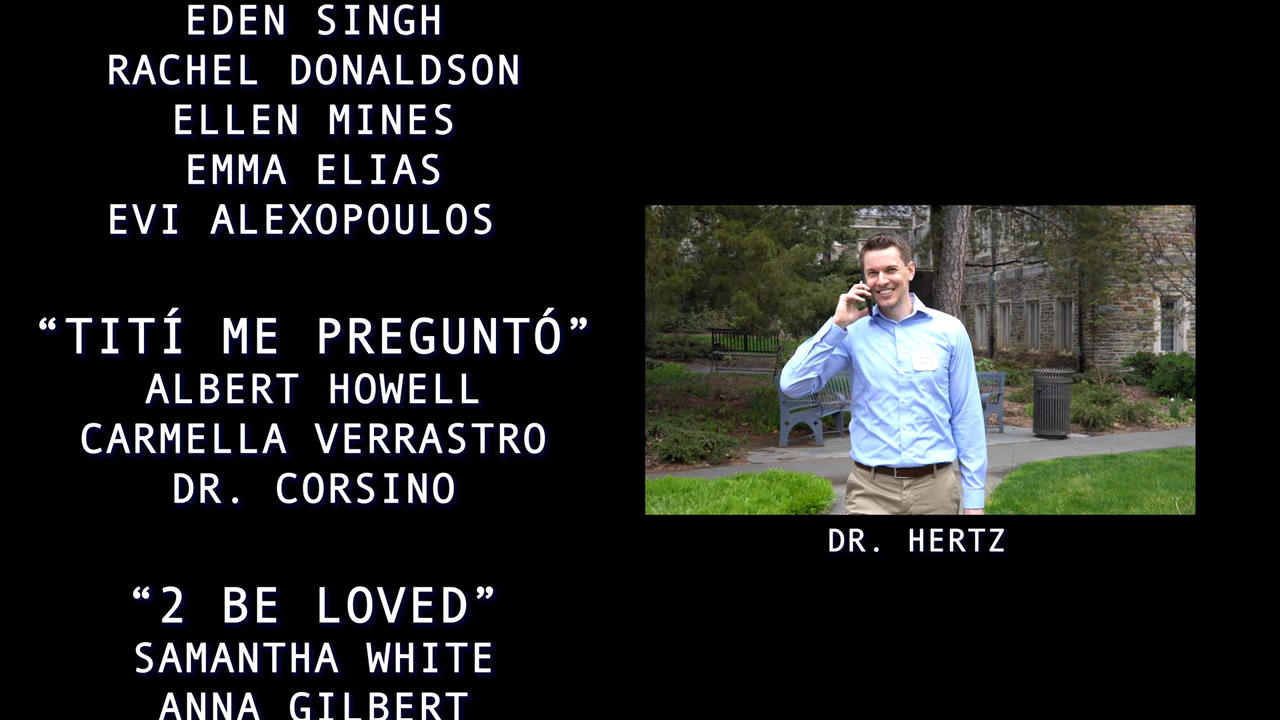 EDEN SINGH
RACHEL DONALDSON
ELLEN MINES
EMMA ELIAS
EVI ALEXOPOULOS
“TITÍ ME PREGUNTÓ”
ALBERT HOWELL
CARMELLA VERRASTRO
DR. CORSINO
“2 BE LOVED”
SAMANTHA WHITE
ANNA GILBERT
DR. HERTZ